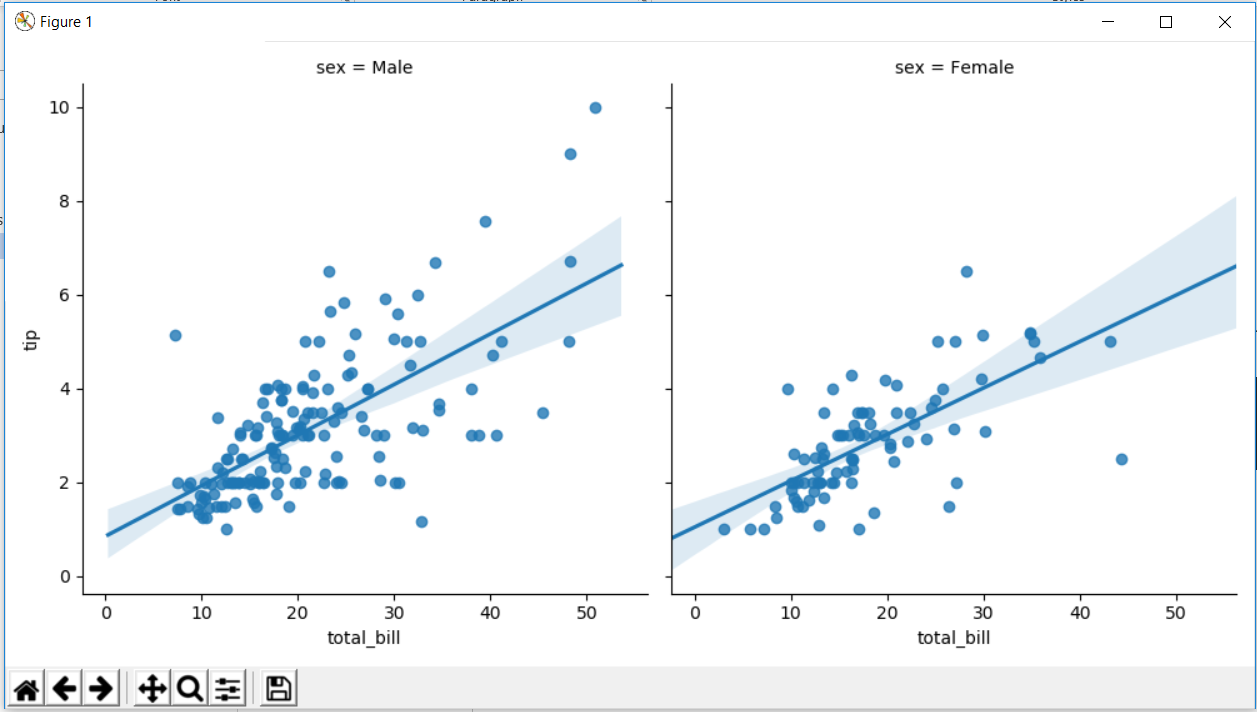 Figure 1
sex = Male
sex = Female
10
8
6
4
2
0
tip
0 10 20 30 40 50
0 10 20 30 40 50
total_bill
total_bill